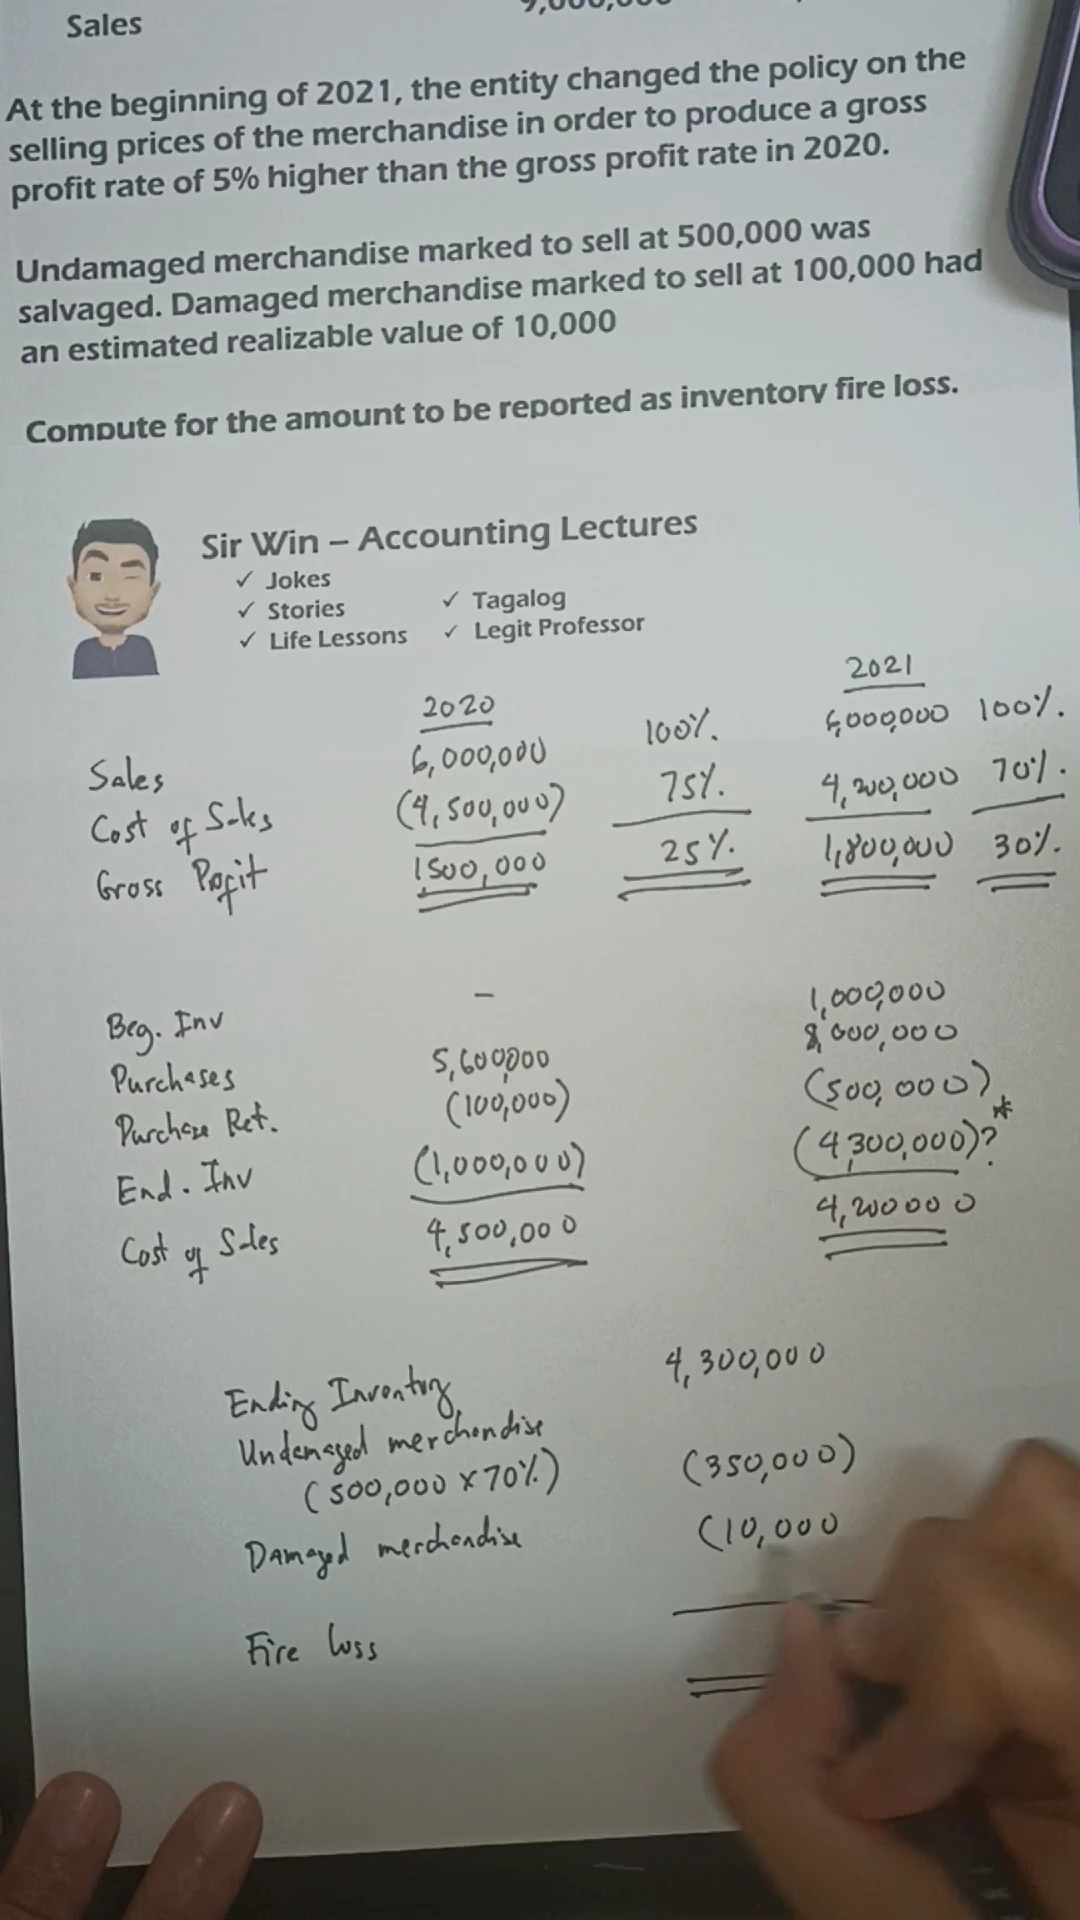 Sales
At the beginning of 2021, the entity changed the policy on the
selling prices of the merchandise in order to produce a gross
profit rate of 5% higher than the gross profit rate in 2020.
Undamaged merchandise marked to sell at 500,000 was
salvaged. Damaged merchandise marked to sell at 100,000 had
an estimated realizable value of 10,000
Compute for the amount to be reported as inventory fire loss.
Sir Win – Accounting Lectures
✓ Jokes
✓ Stories ✓ Tagalog
✓ Life Lessons ✓ Legit Professor
2020 2021
Sales 6,000,000 100% 6,000,000 100%.
Cost of Sales (4,500,000) 75%. 4,200,000 70%.
Gross Profit 1500,000 25%. 1,800,000 30%.
Beg. Inv – 1,000,000
Purchases 5,600,000 8,000,000
Purchase Ret. (100,000) (500,000)
End. Inv (1,000,000) (4,300,000)?*
Cost of Sales 4,500,000 4,200000
Ending Inventory 4,300,000
Undamaged merchandise
(500,000 x 70%) (350,000)
Damaged merchandise (10,000
Fire loss